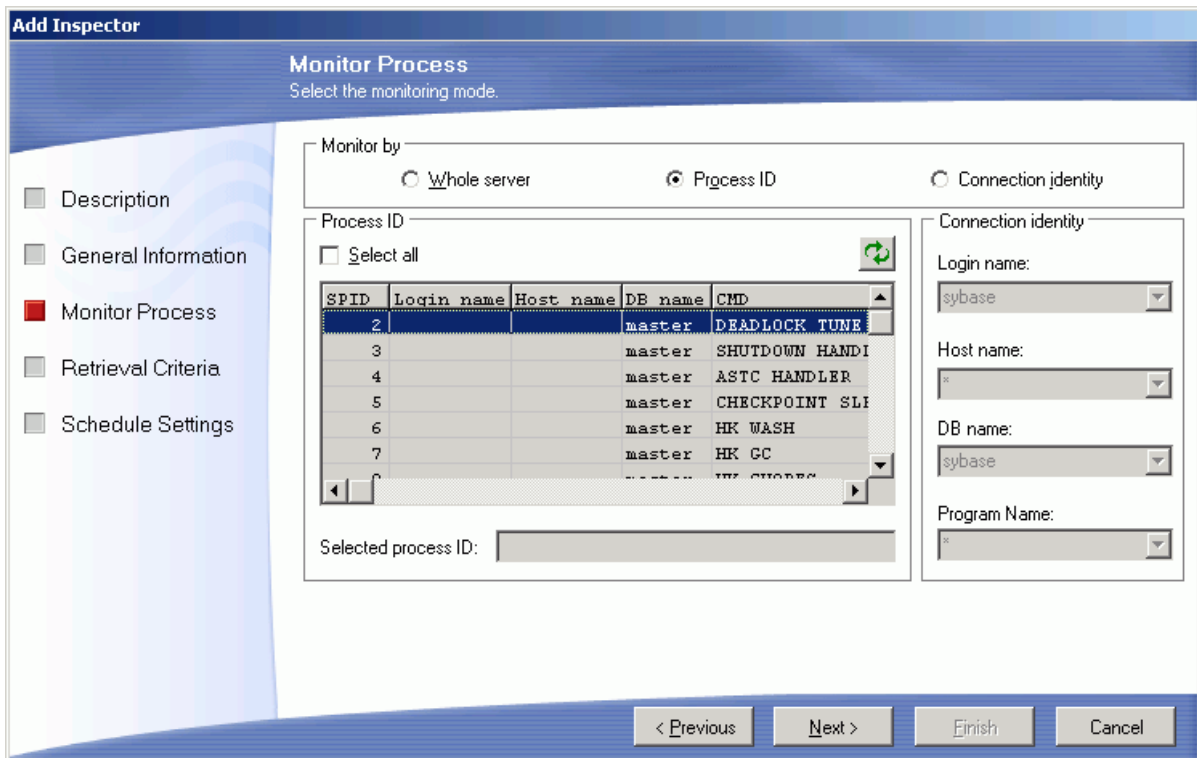 Add Inspector
Monitor Process
Select the monitoring mode.
Description
General Information
Monitor Process
Retrieval Criteria
Schedule Settings
Monitor by
Whole server
Process ID
Connection identity
Process ID
Select all
SPID Login name Host name DB name CMD
2 master DEADLOCK TUNE
3 master SHUTDOWN HANDL
4 master ASTC HANDLER
5 master CHECKPOINT SLE
6 master HK WASH
7 master HK GC
Selected process ID:
Connection identity
Login name:
sybase
Host name:
*
DB name:
sybase
Program Name:
*
< Previous
Next >
Finish
Cancel